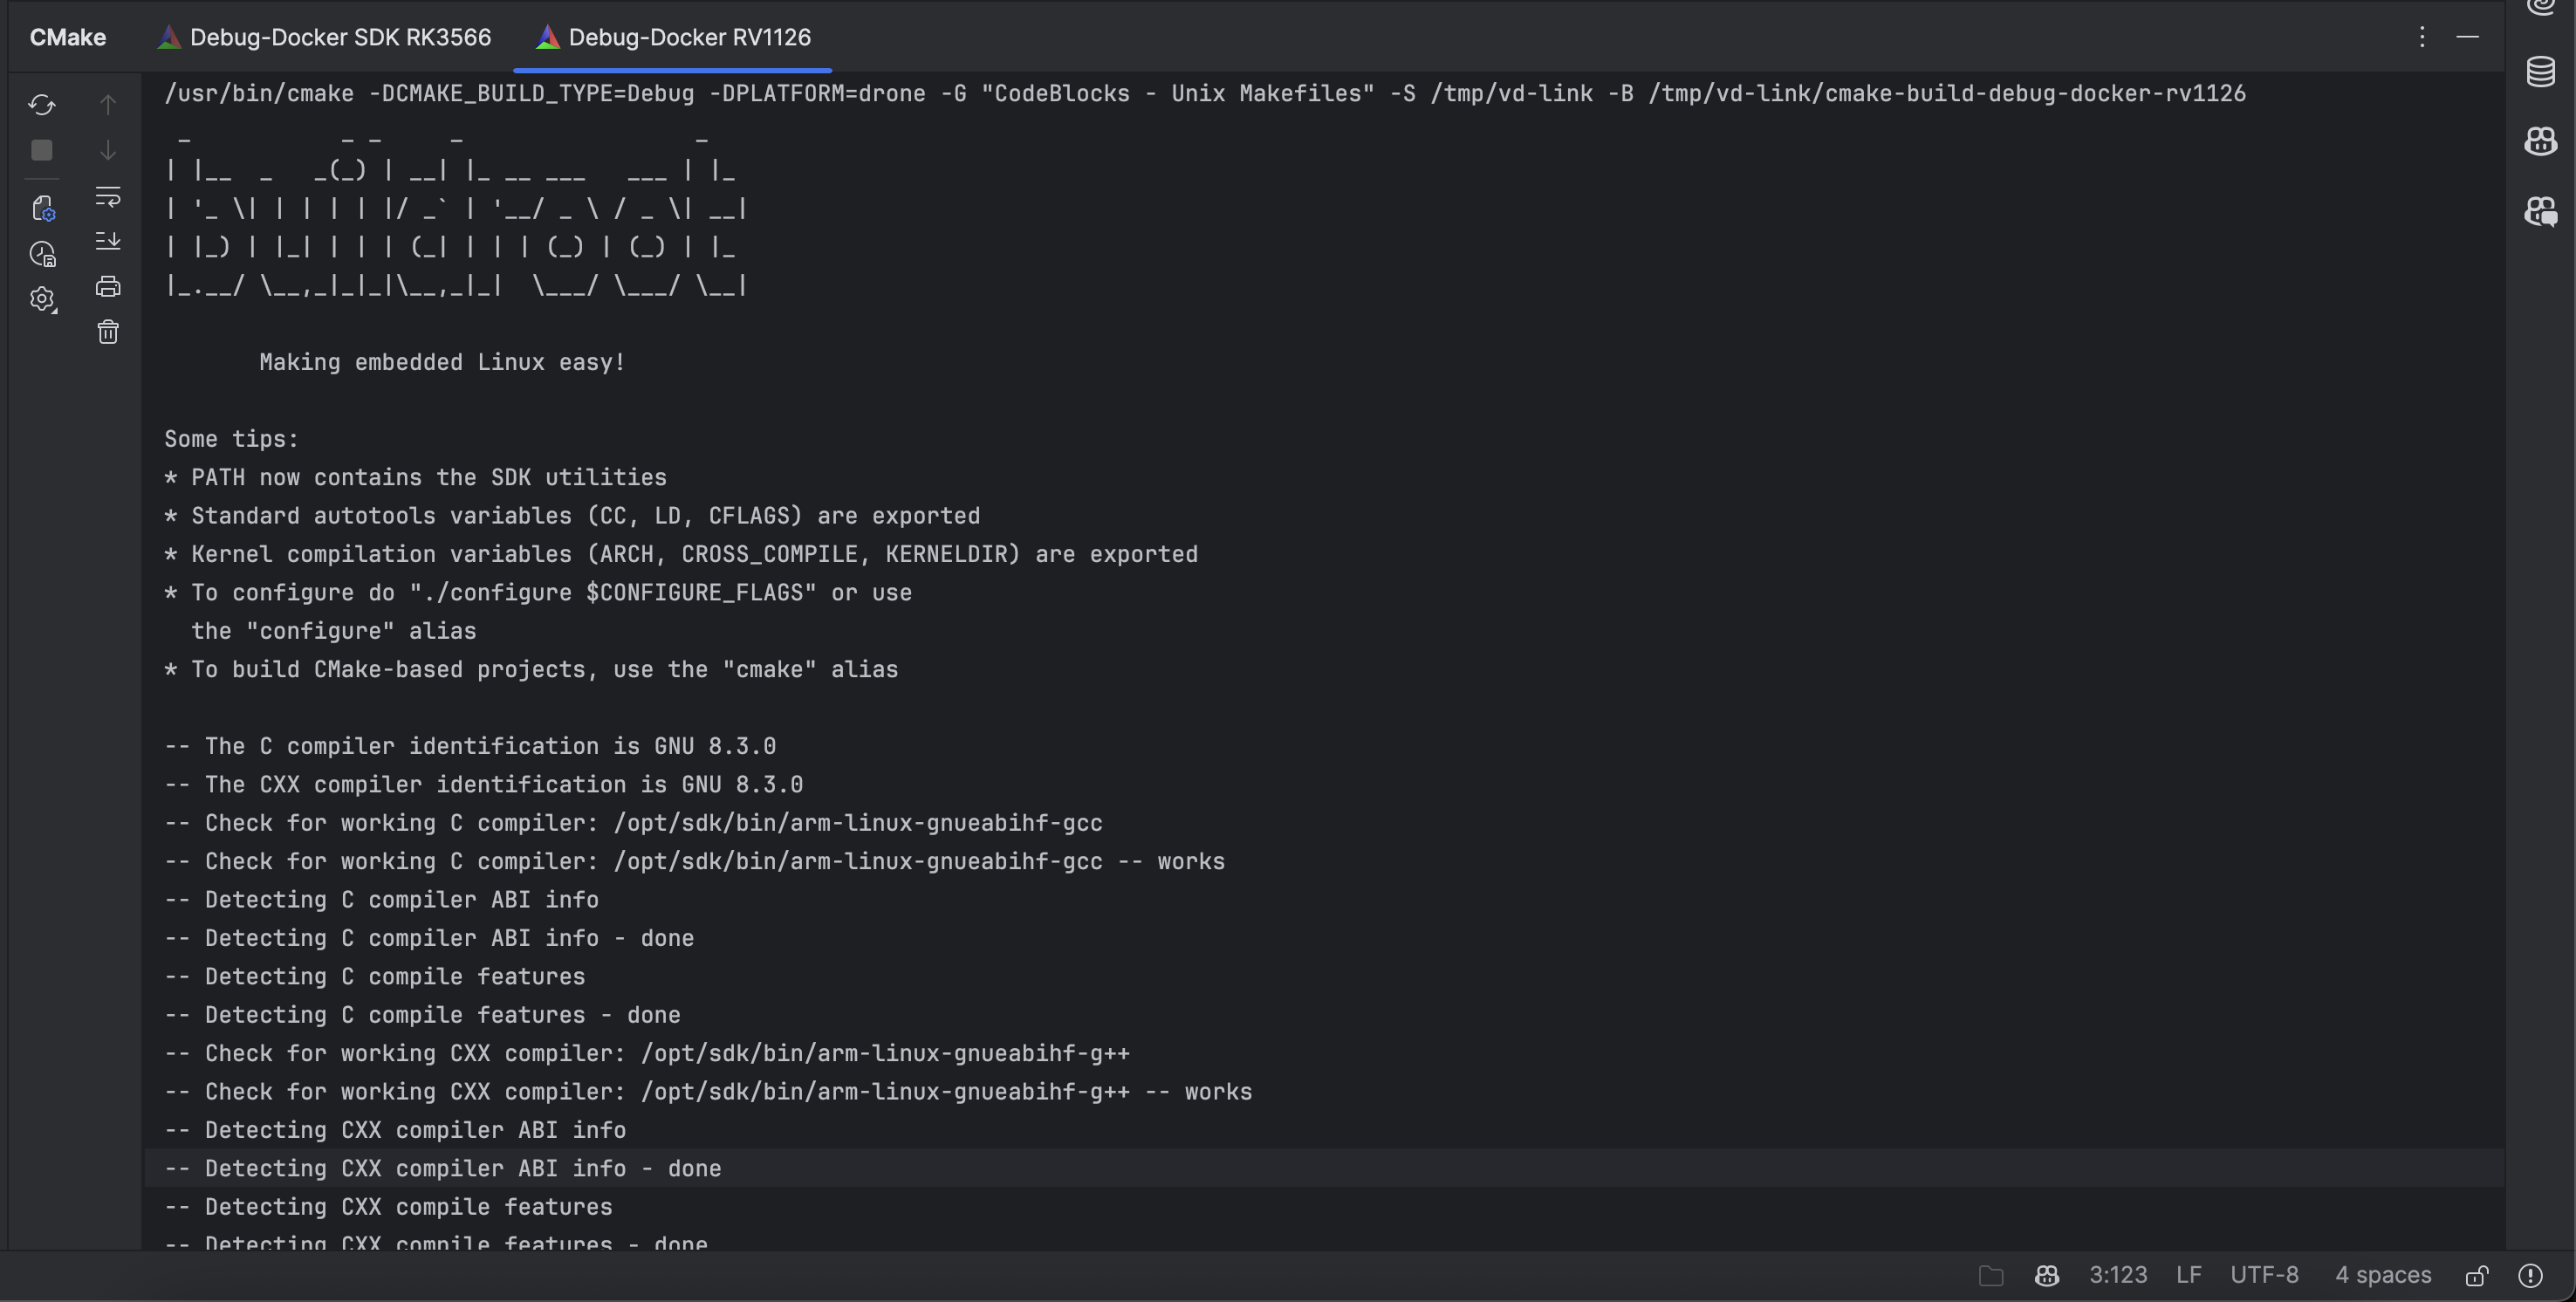 CMake Debug-Docker SDK RK3566 Debug-Docker RV1126
/usr/bin/cmake -DCMAKE_BUILD_TYPE=Debug -DPLATFORM=drone -G "CodeBlocks - Unix Makefiles" -S /tmp/vd-link -B /tmp/vd-link/cmake-build-debug-docker-rv1126
 _           _ _     _                 _
| |__  _   _(_) | __| |_ __ ___   ___ | |_
| '_ \| | | | | |/ _` | '__/ _ \ / _ \| __|
| |_) | |_| | | | (_| | | | (_) | (_) | |_
|_.__/ \__,_|_|_|\__,_|_|  \___/ \___/ \__|
       Making embedded Linux easy!
Some tips:
* PATH now contains the SDK utilities
* Standard autotools variables (CC, LD, CFLAGS) are exported
* Kernel compilation variables (ARCH, CROSS_COMPILE, KERNELDIR) are exported
* To configure do "./configure $CONFIGURE_FLAGS" or use
  the "configure" alias
* To build CMake-based projects, use the "cmake" alias
-- The C compiler identification is GNU 8.3.0
-- The CXX compiler identification is GNU 8.3.0
-- Check for working C compiler: /opt/sdk/bin/arm-linux-gnueabihf-gcc
-- Check for working C compiler: /opt/sdk/bin/arm-linux-gnueabihf-gcc -- works
-- Detecting C compiler ABI info
-- Detecting C compiler ABI info - done
-- Detecting C compile features
-- Detecting C compile features - done
-- Check for working CXX compiler: /opt/sdk/bin/arm-linux-gnueabihf-g++
-- Check for working CXX compiler: /opt/sdk/bin/arm-linux-gnueabihf-g++ -- works
-- Detecting CXX compiler ABI info
-- Detecting CXX compiler ABI info - done
-- Detecting CXX compile features
-- Detecting CXX compile features - done
3:123 LF UTF-8 4 spaces